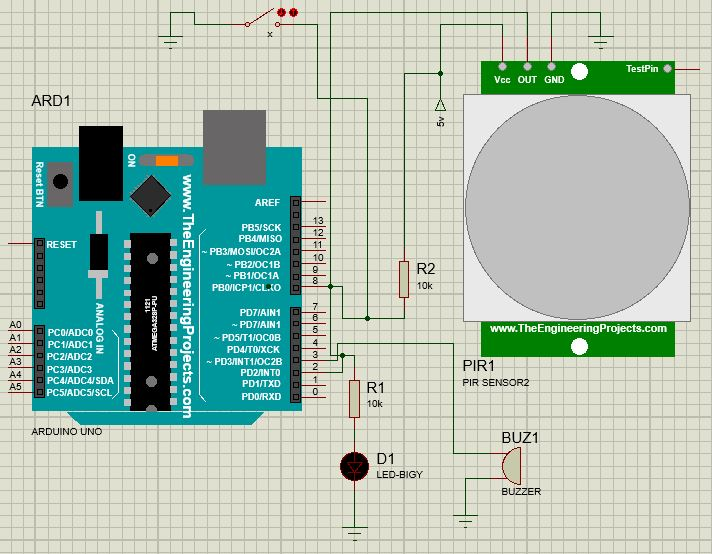 x
Vcc OUT GND
TestPin
5v
ARD1
ON
Reset BTN
www.TheEngineeringProjects.com
AREF
PB5/SCK 13
PB4/MISO 12
~ PB3/MOSI/OC2A 11
~ PB2/OC1B 10
~ PB1/OC1A 9
PB0/ICP1/CLKO 8
RESET
ANALOG IN
1121
ATMEGA328P-PU
PD7/AIN1 7
~ PD7/AIN1 6
~ PD5/T1/OC0B 5
PD4/T0/XCK 4
~ PD3/INT1/OC2B 3
PD2/INT0 2
PD1/TXD 1
PD0/RXD 0
A0 PC0/ADC0
A1 PC1/ADC1
A2 PC2/ADC2
A3 PC3/ADC3
A4 PC4/ADC4/SDA
A5 PC5/ADC5/SCL
ARDUINO UNO
R2
10k
www.TheEngineeringProjects.com
PIR1
PIR SENSOR2
R1
10k
D1
LED-BIGY
BUZ1
BUZZER